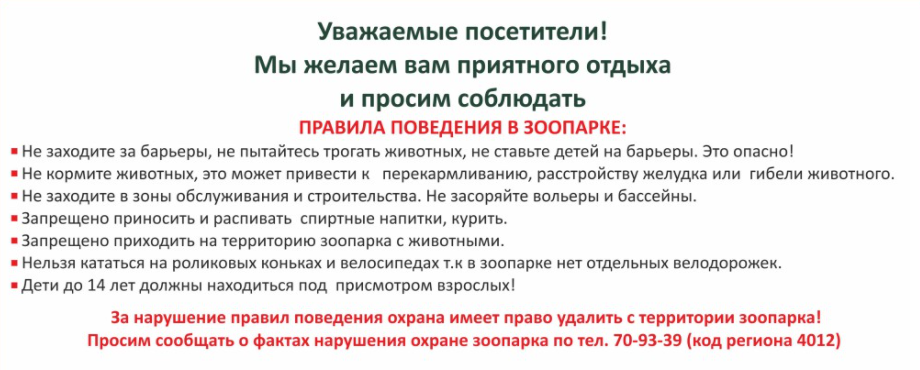 Уважаемые посетители!
Мы желаем вам приятного отдыха
и просим соблюдать
ПРАВИЛА ПОВЕДЕНИЯ В ЗООПАРКЕ:
▪ Не заходите за барьеры, не пытайтесь трогать животных, не ставьте детей на барьеры. Это опасно!
▪ Не кормите животных, это может привести к перекармливанию, расстройству желудка или гибели животного.
▪ Не заходите в зоны обслуживания и строительства. Не засоряйте вольеры и бассейны.
▪ Запрещено приносить и распивать спиртные напитки, курить.
▪ Запрещено приходить на территорию зоопарка с животными.
▪ Нельзя кататься на роликовых коньках и велосипедах т.к в зоопарке нет отдельных велодорожек.
▪ Дети до 14 лет должны находиться под присмотром взрослых!
За нарушение правил поведения охрана имеет право удалить с территории зоопарка!
Просим сообщать о фактах нарушения охране зоопарка по тел. 70-93-39 (код региона 4012)